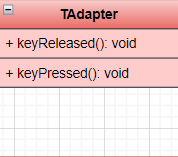 TAdapter
+ keyReleased(): void
+ keyPressed(): void